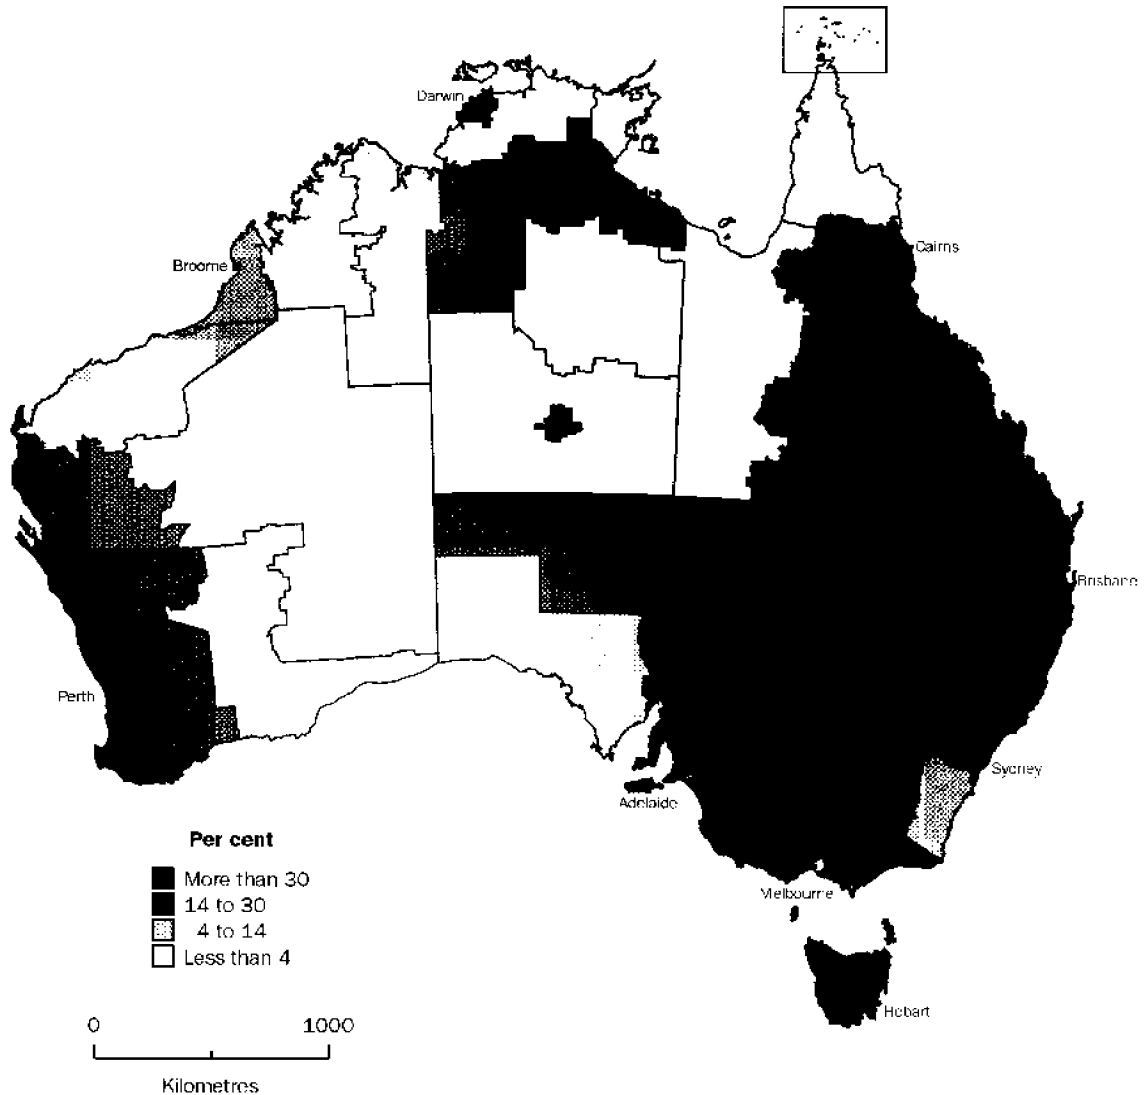 Darwin
Cairns
Broome
Brisbane
Perth
Sydney
Adelaide
Per cent
More than 30
14 to 30
4 to 14
Less than 4
Melbourne
Hobart
0 1000
Kilometres